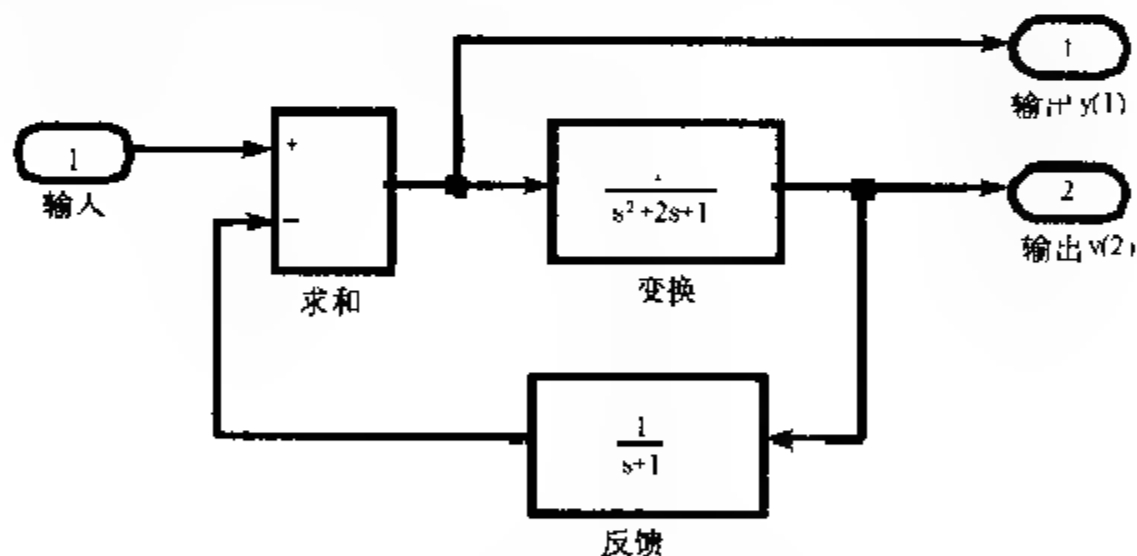 1
输出 y(1)
1
输入
+
−
求和
s²+2s+1
变换
2
输出 y(2)
1
s+1
反馈